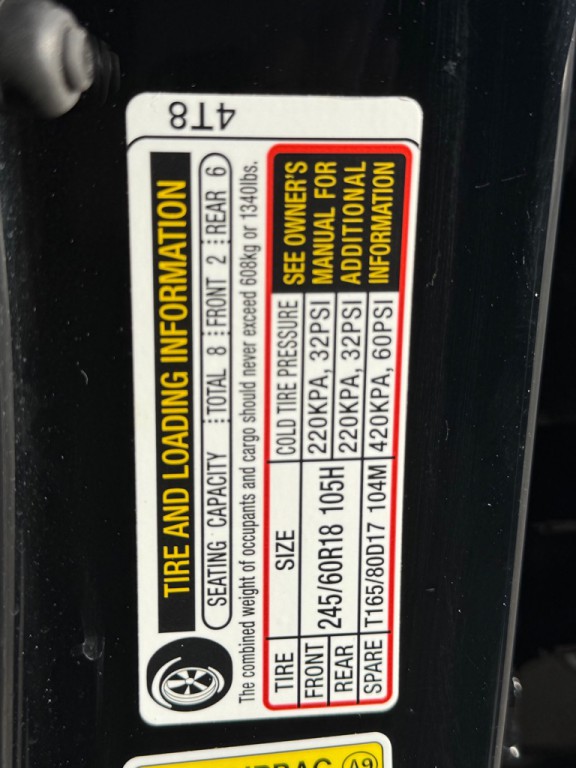 4T8
TIRE AND LOADING INFORMATION
SEATING CAPACITY TOTAL 8 FRONT 2 REAR 6
The combined weight of occupants and cargo should never exceed 608kg or 1340lbs.
TIRE SIZE COLD TIRE PRESSURE
FRONT 245/60R18 105H 220KPA, 32PSI
REAR 220KPA, 32PSI
SPARE T165/80D17 104M 420KPA, 60PSI
SEE OWNER'S
MANUAL FOR
ADDITIONAL
INFORMATION
A9